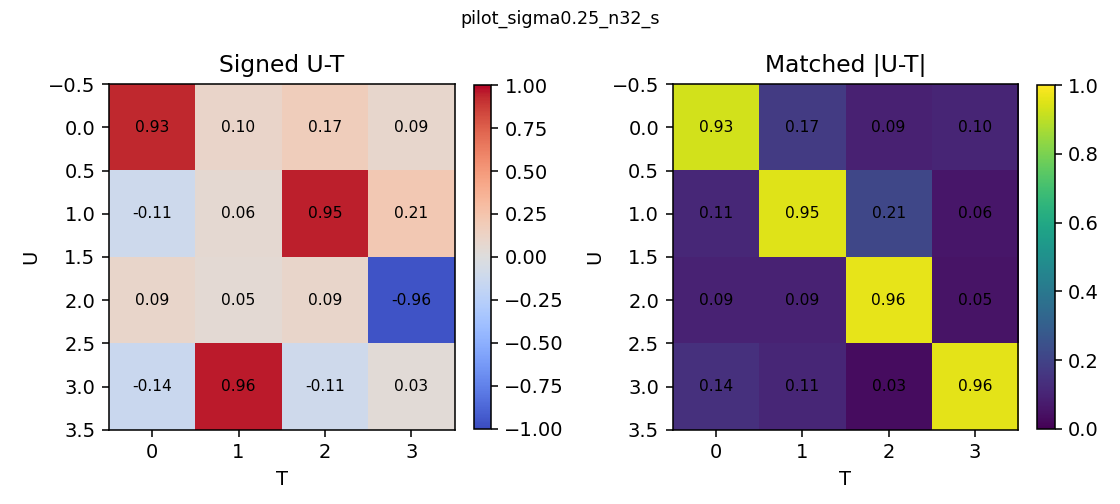 pilot_sigma0.25_n32_s
Signed U-T
−0.5
0.0
0.5
1.0
1.5
2.0
2.5
3.0
3.5
U
0.93 0.10 0.17 0.09
-0.11 0.06 0.95 0.21
0.09 0.05 0.09 -0.96
-0.14 0.96 -0.11 0.03
0 1 2 3
T
1.00
0.75
0.50
0.25
0.00
−0.25
−0.50
−0.75
−1.00
Matched |U-T|
−0.5
0.0
0.5
1.0
1.5
2.0
2.5
3.0
3.5
U
0.93 0.17 0.09 0.10
0.11 0.95 0.21 0.06
0.09 0.09 0.96 0.05
0.14 0.11 0.03 0.96
0 1 2 3
T
1.0
0.8
0.6
0.4
0.2
0.0